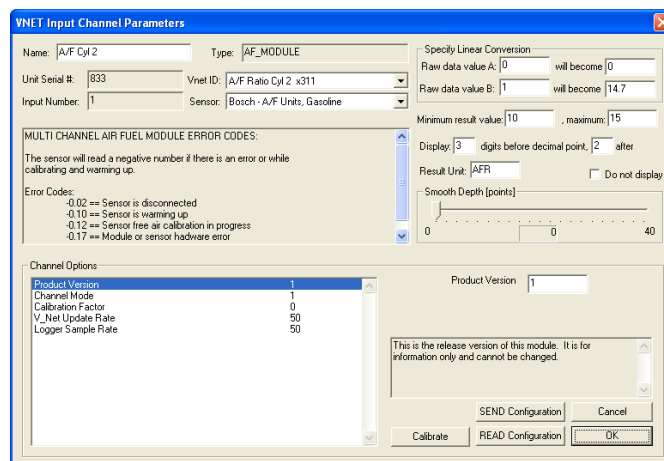 VNET Input Channel Parameters
Name: A/F Cyl 2 Type: AF_MODULE
Unit Serial #: 833 Vnet ID: A/F Ratio Cyl 2 x311
Input Number: 1 Sensor: Bosch - A/F Units, Gasoline
MULTI CHANNEL AIR FUEL MODULE ERROR CODES:
The sensor will read a negative number if there is an error or while
calibrating and warming up.
Error Codes:
-0.02 == Sensor is disconnected
-0.10 == Sensor is warming up
-0.12 == Sensor free air calibration in progress
-0.17 == Module or sensor hadware error
Specify Linear Conversion
Raw data value A: 0 will become 0
Raw data value B: 1 will become 14.7
Minimum result value: 10 , maximum: 15
Display: 3 digits before decimal point, 2 after
Result Unit: AFR Do not display
Smooth Depth [points]
0 0 40
Channel Options
Product Version 1
Channel Mode 1
Calibration Factor 0
V_Net Update Rate 50
Logger Sample Rate 50
Product Version 1
This is the release version of this module. It is for
information only and cannot be changed.
SEND Configuration Cancel
Calibrate READ Configuration OK